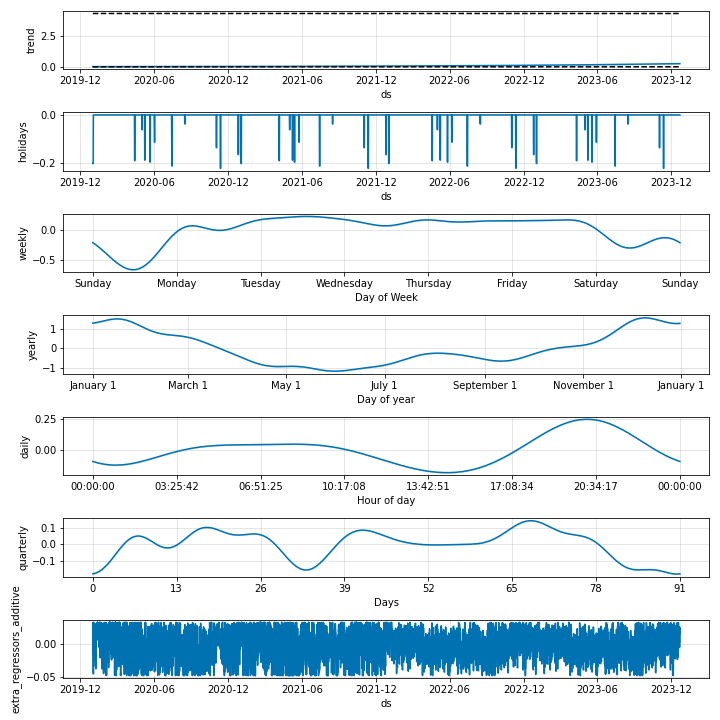 trend
2.5
0.0
2019-12 2020-06 2020-12 2021-06 2021-12 2022-06 2022-12 2023-06 2023-12
ds
holidays
0.0
−0.2
2019-12 2020-06 2020-12 2021-06 2021-12 2022-06 2022-12 2023-06 2023-12
ds
weekly
0.0
−0.5
Sunday Monday Tuesday Wednesday Thursday Friday Saturday Sunday
Day of Week
yearly
1
0
−1
January 1 March 1 May 1 July 1 September 1 November 1 January 1
Day of year
daily
0.25
0.00
00:00:00 03:25:42 06:51:25 10:17:08 13:42:51 17:08:34 20:34:17 00:00:00
Hour of day
quarterly
0.1
0.0
−0.1
0 13 26 39 52 65 78 91
Days
extra_regressors_additive
0.00
−0.05
2019-12 2020-06 2020-12 2021-06 2021-12 2022-06 2022-12 2023-06 2023-12
ds